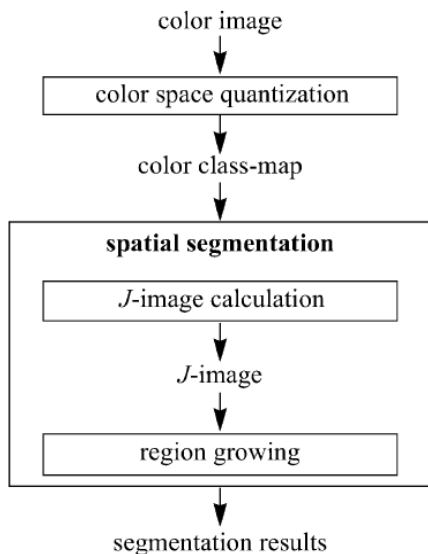 color image
color space quantization
color class-map
spatial segmentation
J-image calculation
J-image
region growing
segmentation results